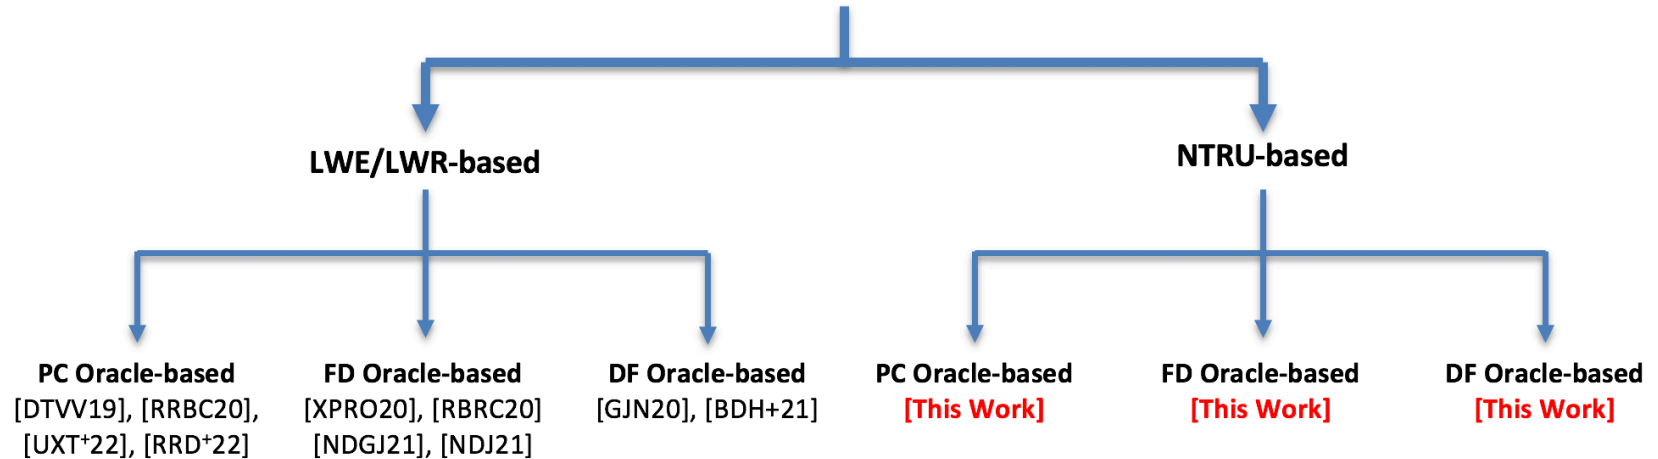 LWE/LWR-based
NTRU-based
PC Oracle-based
[DTVV19], [RRBC20],
[UXT+22], [RRD+22]
FD Oracle-based
[XPRO20], [RBRC20]
[NDGJ21], [NDJ21]
DF Oracle-based
[GJN20], [BDH+21]
PC Oracle-based
[This Work]
FD Oracle-based
[This Work]
DF Oracle-based
[This Work]